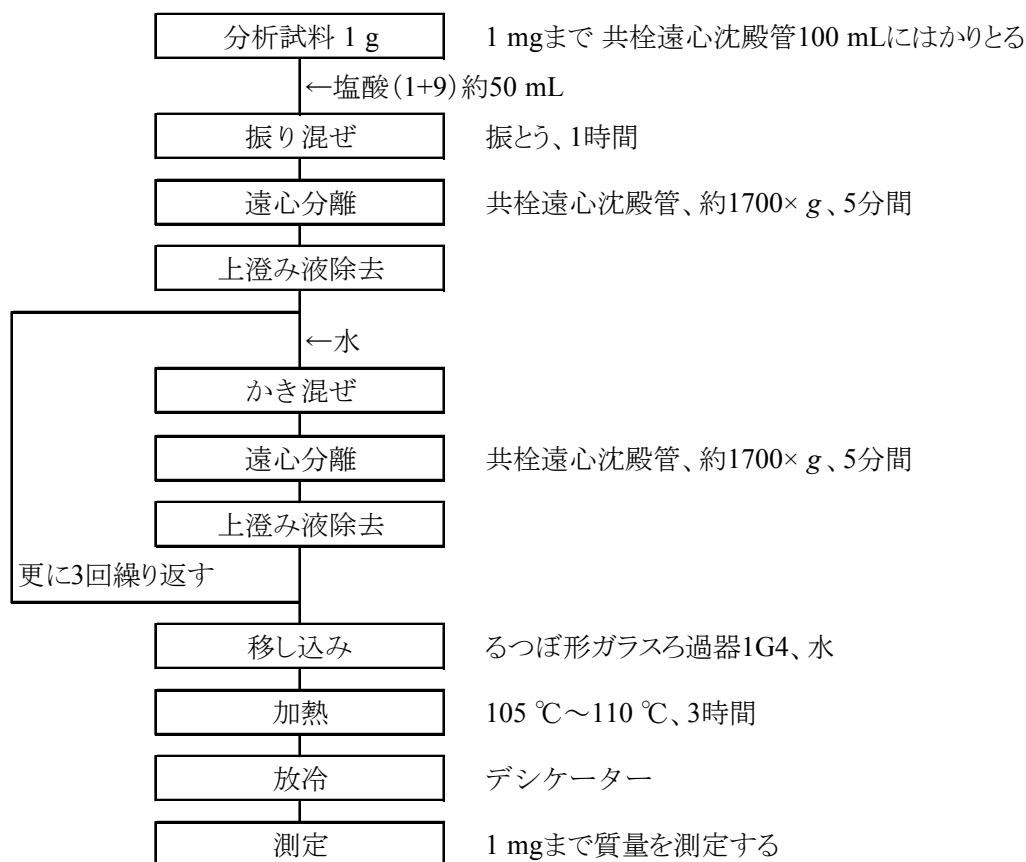 分析試料 1 g 1 mgまで 共栓遠心沈殿管100 mLにはかりとる
←塩酸(1+9)約50 mL
振り混ぜ 振とう、1時間
遠心分離 共栓遠心沈殿管、約1700× g 、5分間
上澄み液除去
←水
かき混ぜ
遠心分離 共栓遠心沈殿管、約1700× g 、5分間
上澄み液除去
更に3回繰り返す
移し込み るつぼ形ガラスろ過器1G4、水
加熱 105 ℃~110 ℃、3時間
放冷 デシケーター
測定 1 mgまで質量を測定する